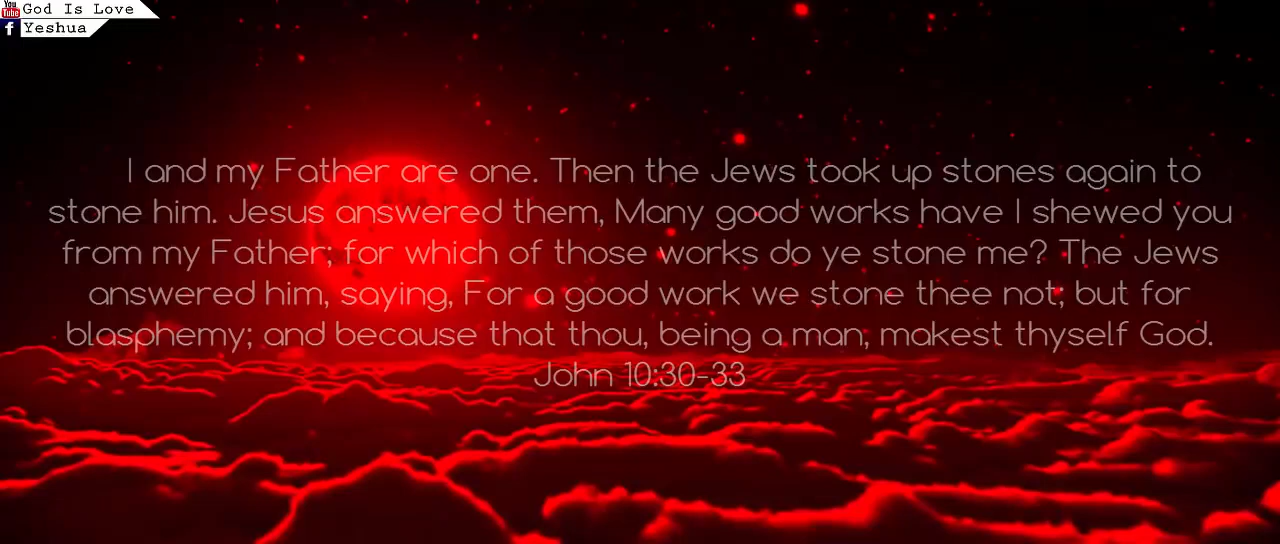 You
Tube
God Is Love
f
Yeshua
I and my Father are one. Then the Jews took up stones again to
stone him. Jesus answered them, Many good works have I shewed you
from my Father; for which of those works do ye stone me? The Jews
answered him, saying, For a good work we stone thee not; but for
blasphemy; and because that thou, being a man, makest thyself God.
John 10:30-33